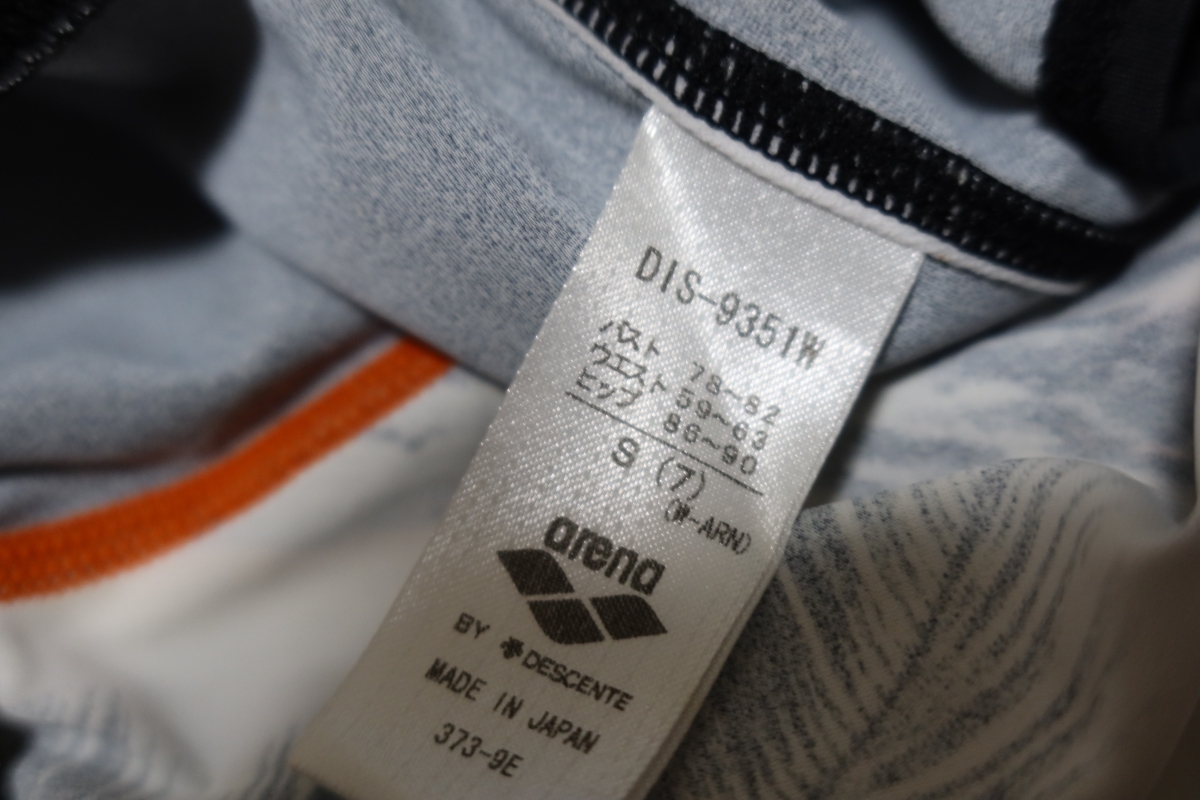 DIS-9351W
バスト 78~82
ウエスト 59~63
ヒップ 86~90
S (7)
(W-ARN)
arena
BY DESCENTE
MADE IN JAPAN
373-9E